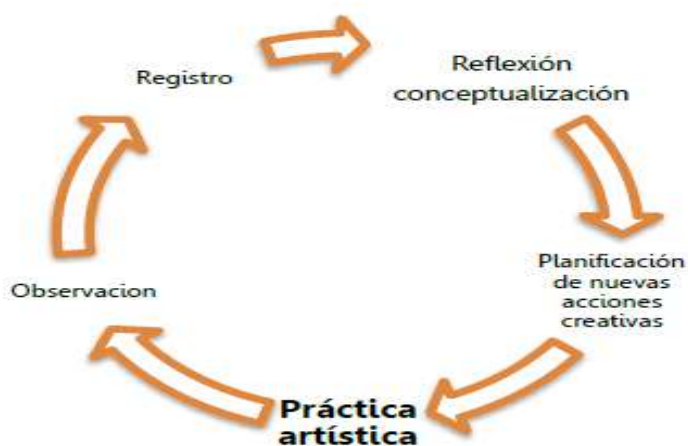 Registro
Reflexión
conceptualización
Planificación
de nuevas
acciones
creativas
Práctica
artística
Observacion